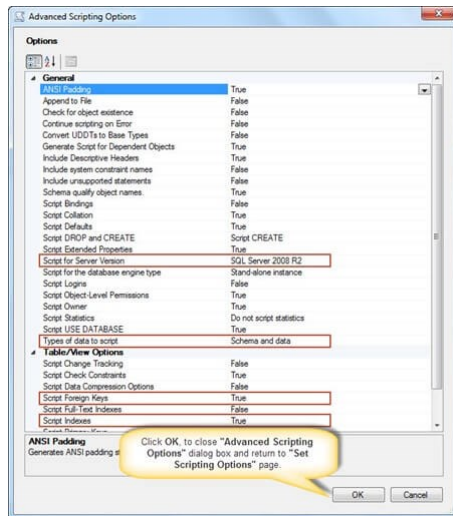 Advanced Scripting Options
Options
General
ANSI Padding True
Append to File False
Check for object existence False
Continue scripting on Error False
Convert UDDTs to Base Types False
Generate Script for Dependent Objects True
Include Descriptive Headers True
Include system constraint names False
Include unsupported statements False
Schema qualify object names. True
Script Bindings False
Script Collation True
Script Defaults True
Script DROP and CREATE Script CREATE
Script Extended Properties True
Script for Server Version SQL Server 2008 R2
Script for the database engine type Stand-alone instance
Script Logins False
Script Object-Level Permissions True
Script Owner True
Script Statistics Do not script statistics
Script USE DATABASE True
Types of data to script Schema and data
Table/View Options
Script Change Tracking False
Script Check Constraints True
Script Data Compression Options False
Script Foreign Keys True
Script Full-Text Indexes False
Script Indexes True
ANSI Padding
Generates ANSI padding
Click OK, to close "Advanced Scripting
Options" dialog box and return to "Set
Scripting Options" page.
OK Cancel